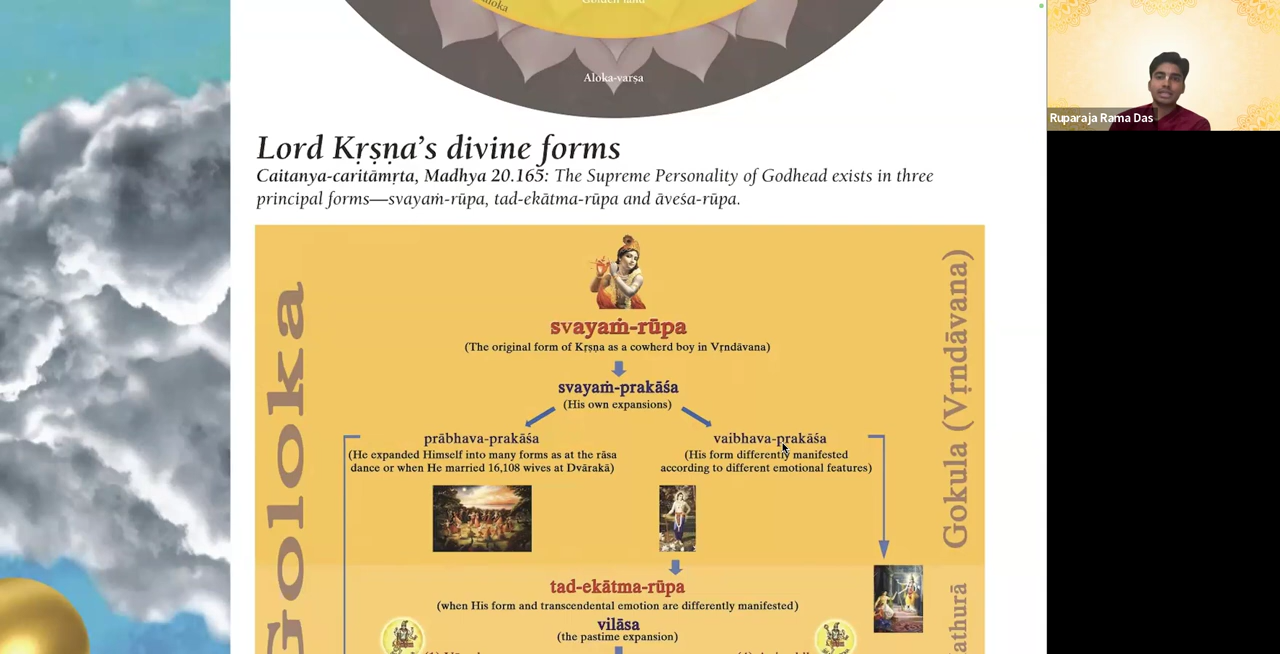 Golden land
Aloka-varṣa
Ruparaja Rama Das
Lord Kṛṣṇa's divine forms
Caitanya-caritāmṛta, Madhya 20.165: The Supreme Personality of Godhead exists in three
principal forms—svayaṁ-rūpa, tad-ekātma-rūpa and āveśa-rūpa.
Goloka
Gokula (Vṛndāvana)
svayaṁ-rūpa
(The original form of Kṛṣṇa as a cowherd boy in Vṛndāvana)
svayaṁ-prakāśa
(His own expansions)
prābhava-prakāśa
(He expanded Himself into many forms as at the rāsa
dance or when He married 16,108 wives at Dvārakā)
vaibhava-prakāśa
(His form differently manifested
according to different emotional features)
tad-ekātma-rūpa
(when His form and transcendental emotion are differently manifested)
vilāsa
(the pastime expansion)
athurā